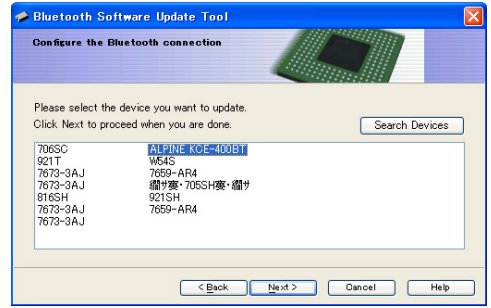 Bluetooth Software Update Tool
Configure the Bluetooth connection
Please select the device you want to update.
Click Next to proceed when you are done.
Search Devices
706SC ALPINE KCE-400BT
921T W54S
7673-3AJ 7659-AR4
7673-3AJ ・705SH
816SH 921SH
7673-3AJ 7659-AR4
7673-3AJ
< Back Next > Cancel Help